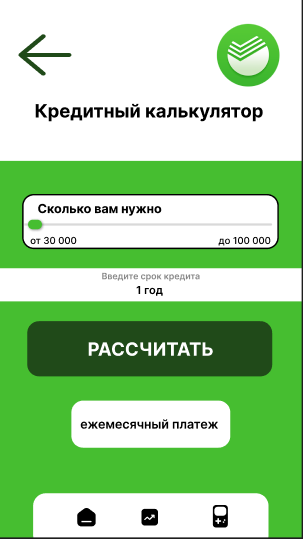 Кредитный калькулятор
Сколько вам нужно
от 30 000 до 100 000
Введите срок кредита
1 год
РАССЧИТАТЬ
ежемесячный платеж